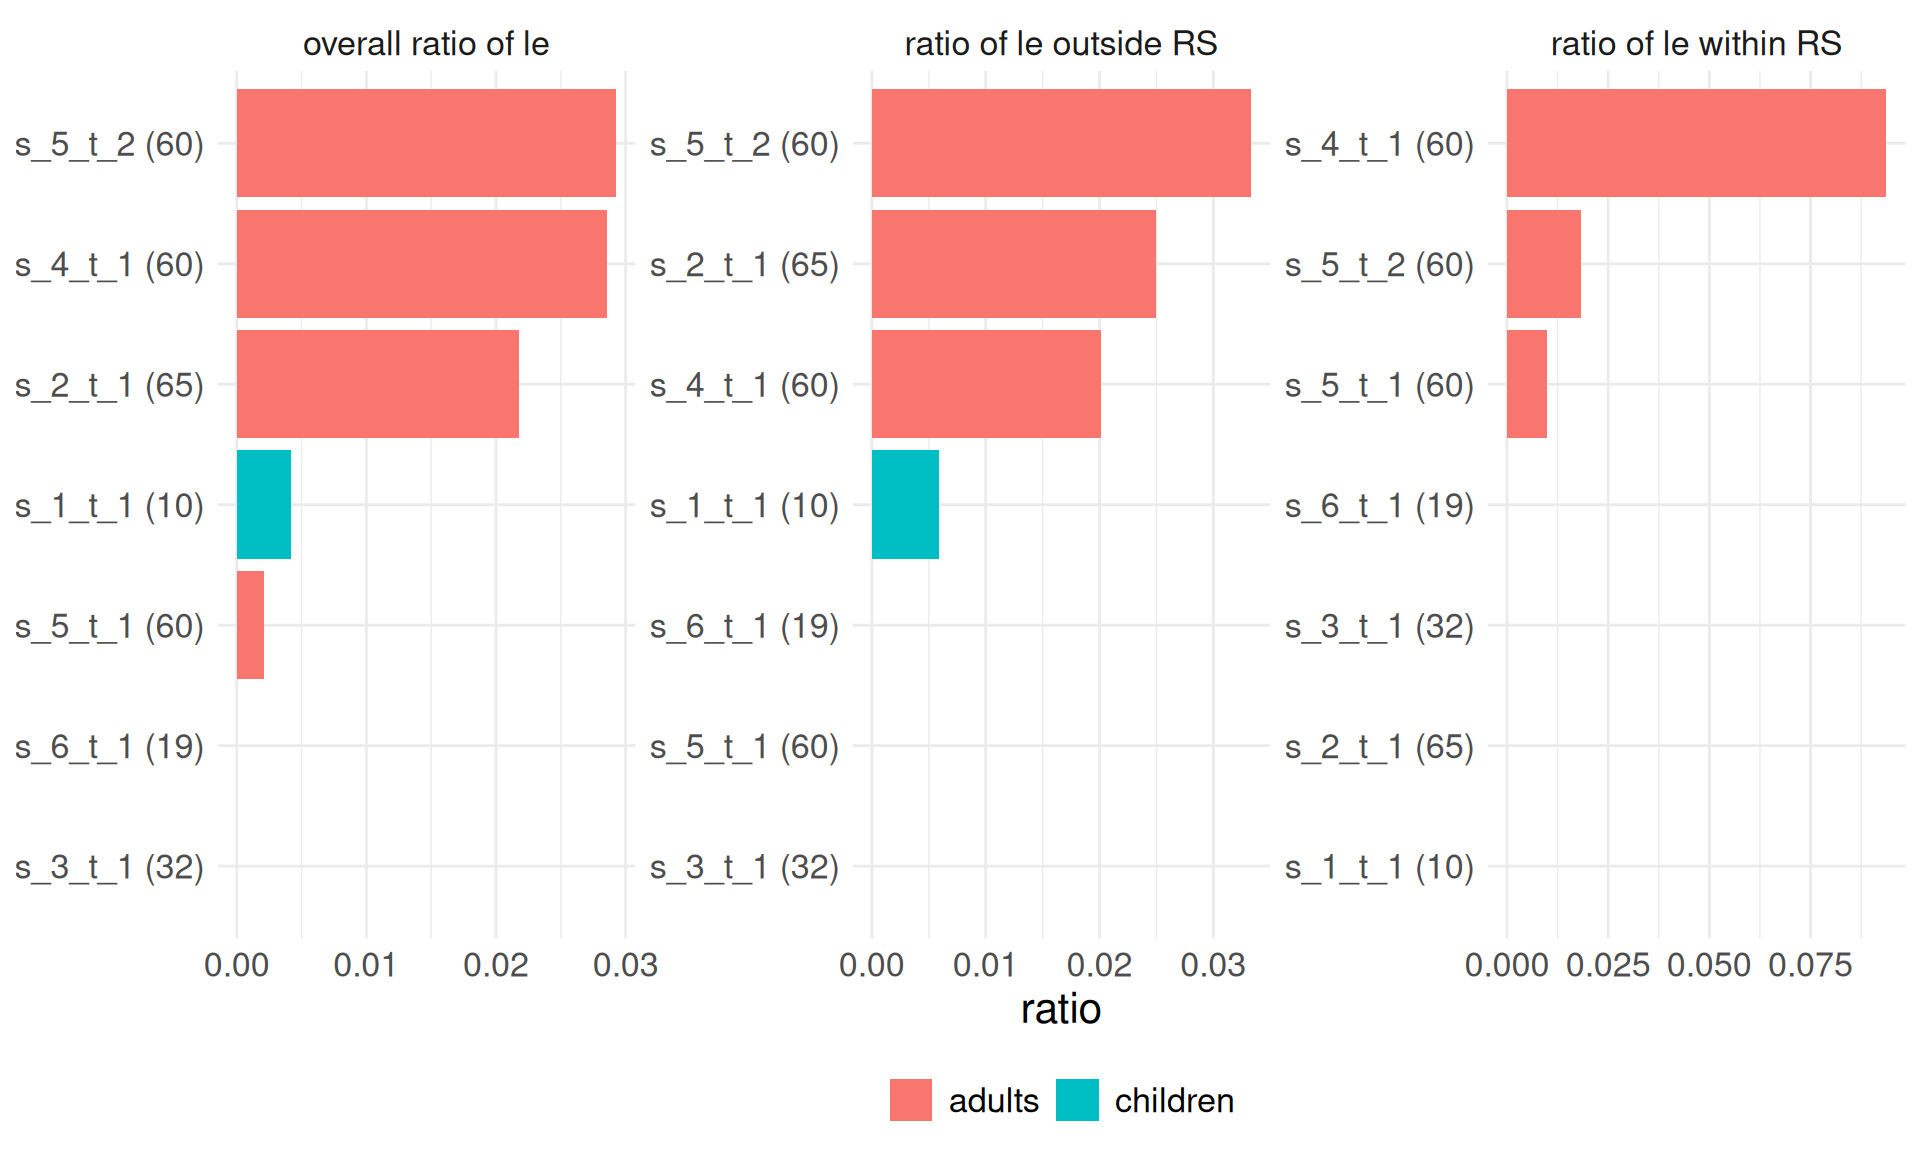 overall ratio of le
s_5_t_2 (60)
s_4_t_1 (60)
s_2_t_1 (65)
s_1_t_1 (10)
s_5_t_1 (60)
s_6_t_1 (19)
s_3_t_1 (32)
0.00 0.01 0.02 0.03
ratio of le outside RS
s_5_t_2 (60)
s_2_t_1 (65)
s_4_t_1 (60)
s_1_t_1 (10)
s_6_t_1 (19)
s_5_t_1 (60)
s_3_t_1 (32)
0.00 0.01 0.02 0.03
ratio of le within RS
s_4_t_1 (60)
s_5_t_2 (60)
s_5_t_1 (60)
s_6_t_1 (19)
s_3_t_1 (32)
s_2_t_1 (65)
s_1_t_1 (10)
0.000 0.025 0.050 0.075
ratio
adults children